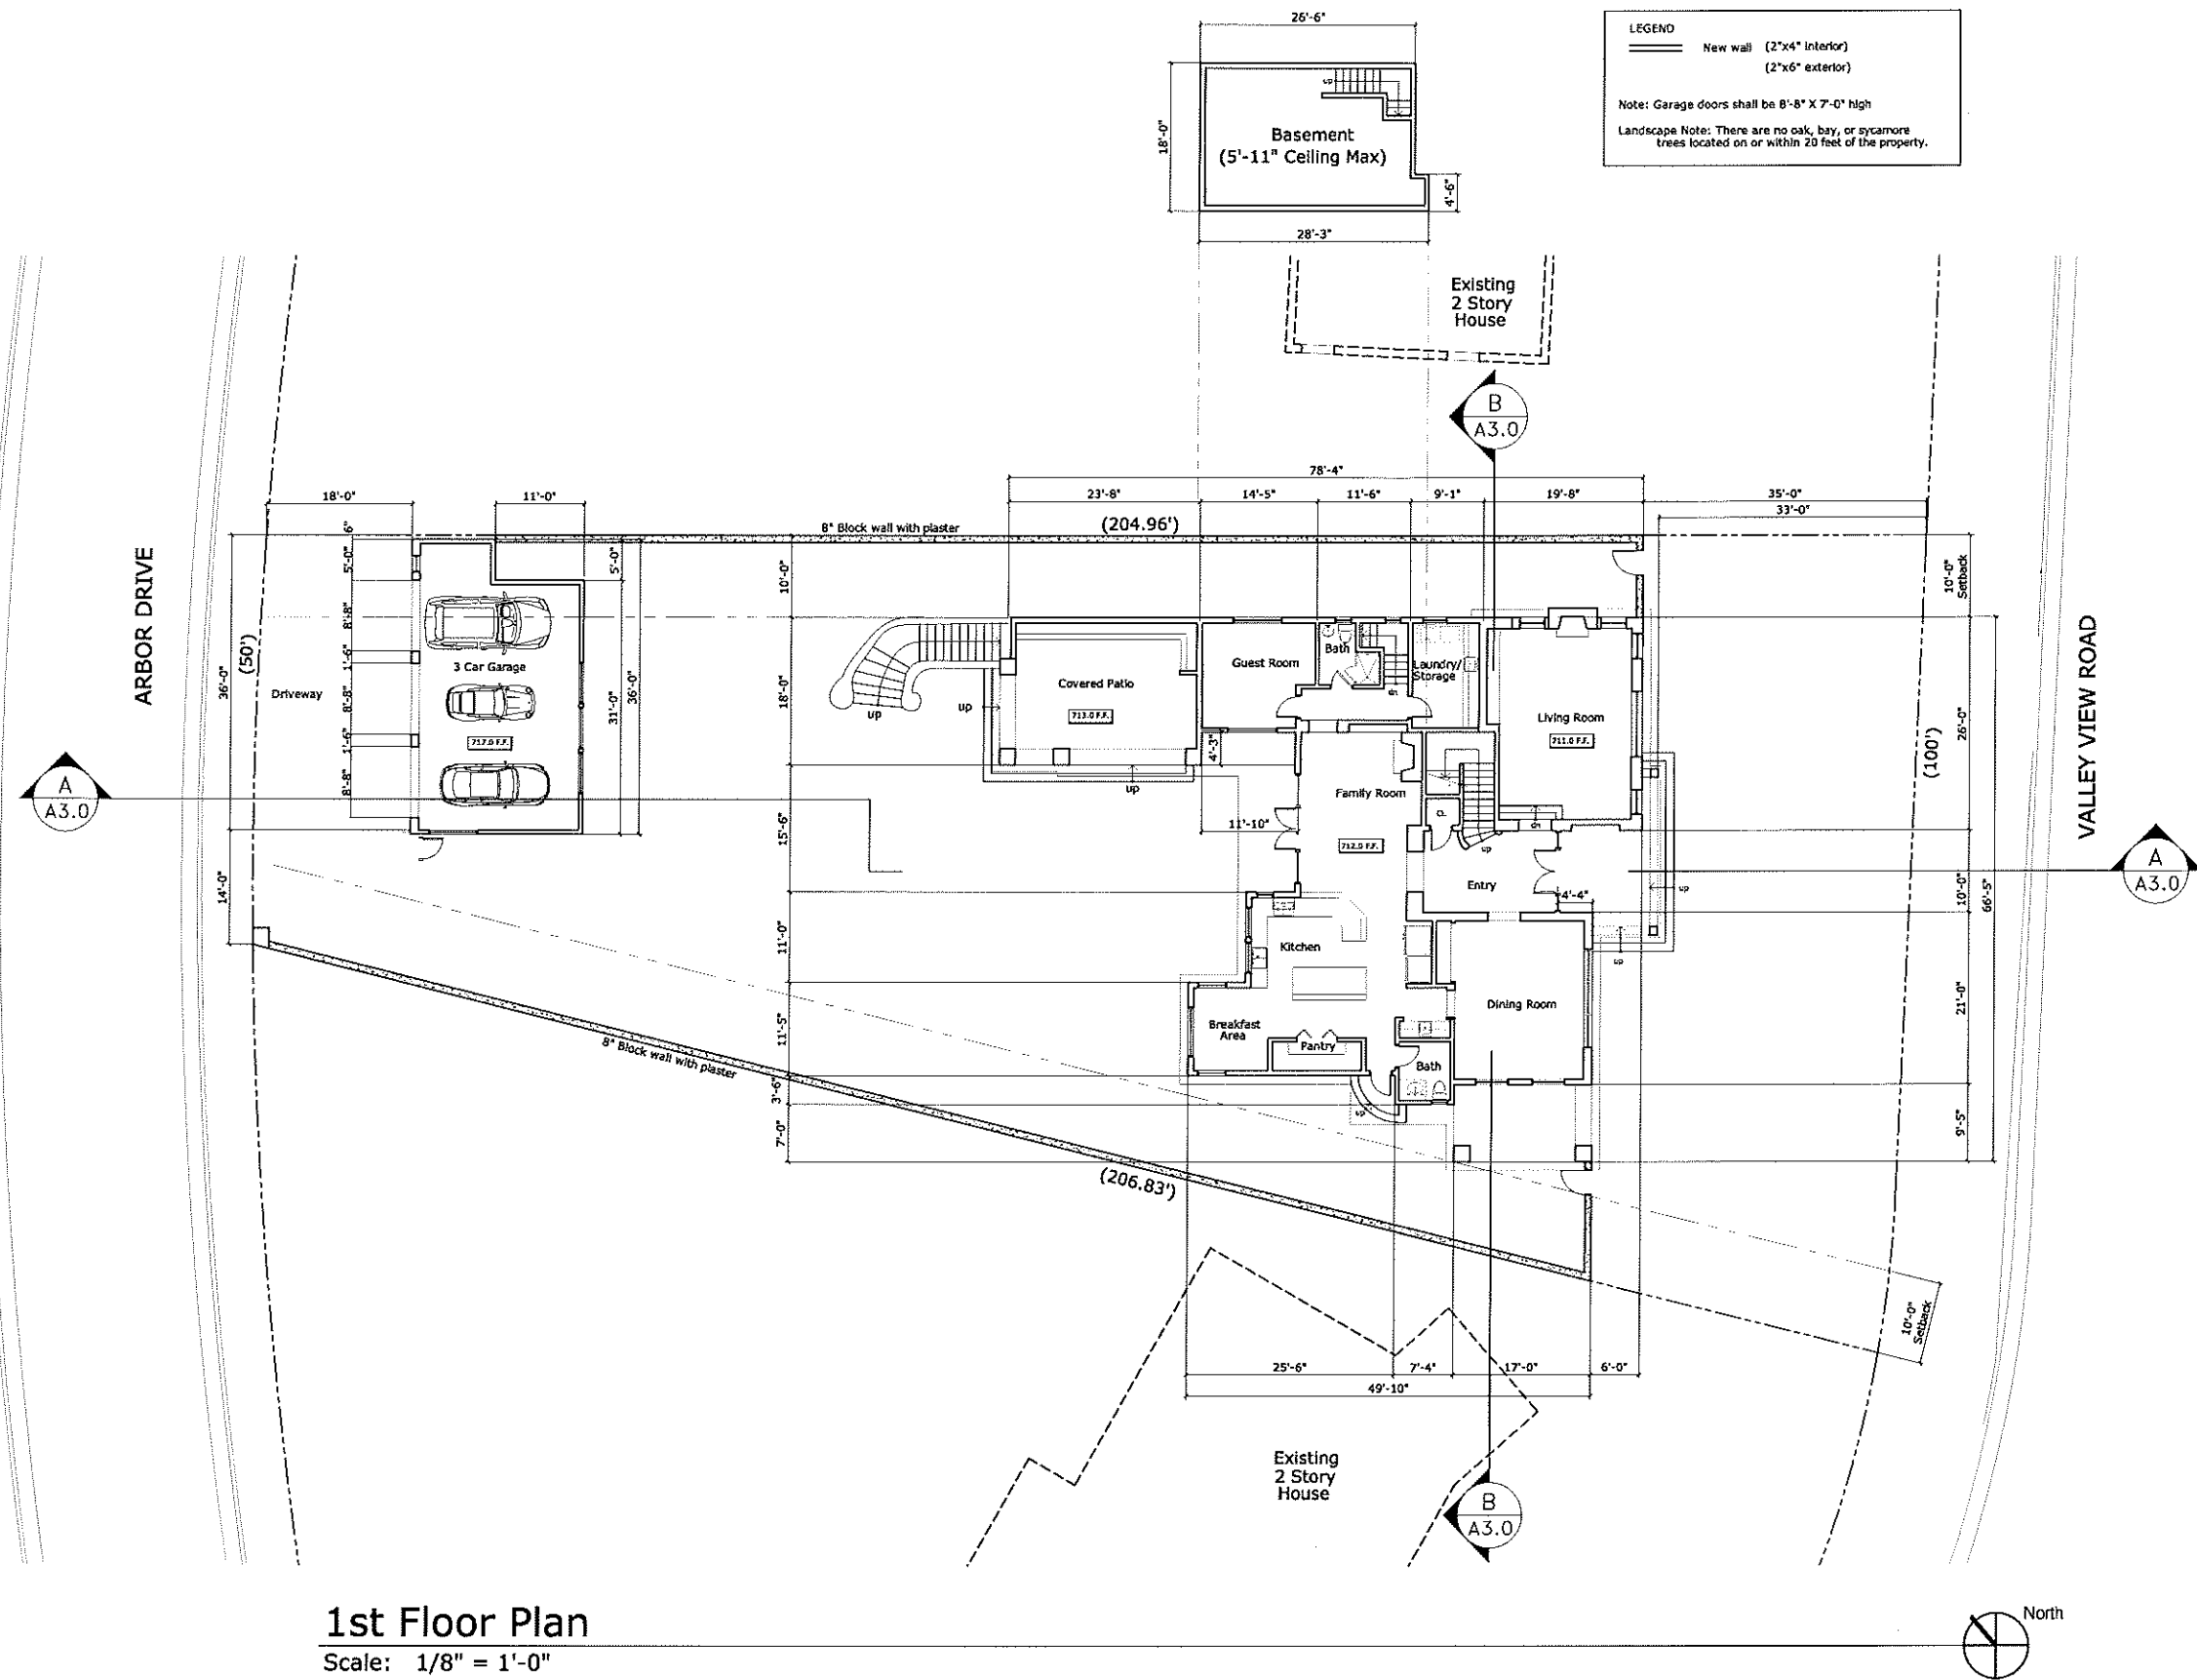 26'-6"
LEGEND
New wall (2"x4" interior)
(2"x6" exterior)
Note: Garage doors shall be 8'-8" X 7'-0" high
Landscape Note: There are no oak, bay, or sycamore
trees located on or within 20 feet of the property.
up
18'-0"
Basement
(5'-11" Ceiling Max)
4'-6"
28'-3"
Existing
2 Story
House
B
A3.0
78'-4"
18'-0"
11'-0"
23'-8"
14'-5"
11'-6"
9'-1"
19'-8"
35'-0"
33'-0"
8" Block wall with plaster
(204.96')
ARBOR DRIVE
VALLEY VIEW ROAD
(50')
(100')
36'-0"
14'-0"
5'-0"
8'-8"
1'-6"
8'-8"
1'-6"
8'-8"
5'-0"
31'-0"
36'-0"
Driveway
3 Car Garage
717.0 F.F.
10'-0"
18'-0"
15'-6"
11'-0"
11'-5"
3'-6"
7'-0"
up
up
up
Covered Patio
713.0 F.F.
Guest Room
Bath
Laundry/
Storage
dn
Living Room
711.0 F.F.
4'-3"
11'-10"
Family Room
712.0 F.F.
up
dn
Entry
4'-4"
up
up
Kitchen
Dining Room
Breakfast
Area
Pantry
Bath
up
10'-0"
Setback
26'-0"
10'-0"
66'-5"
21'-0"
9'-5"
A
A3.0
A
A3.0
8" Block wall with plaster
(206.83')
10'-0"
Setback
25'-6"
7'-4"
17'-0"
6'-0"
49'-10"
Existing
2 Story
House
B
A3.0
1st Floor Plan
Scale: 1/8" = 1'-0"
North